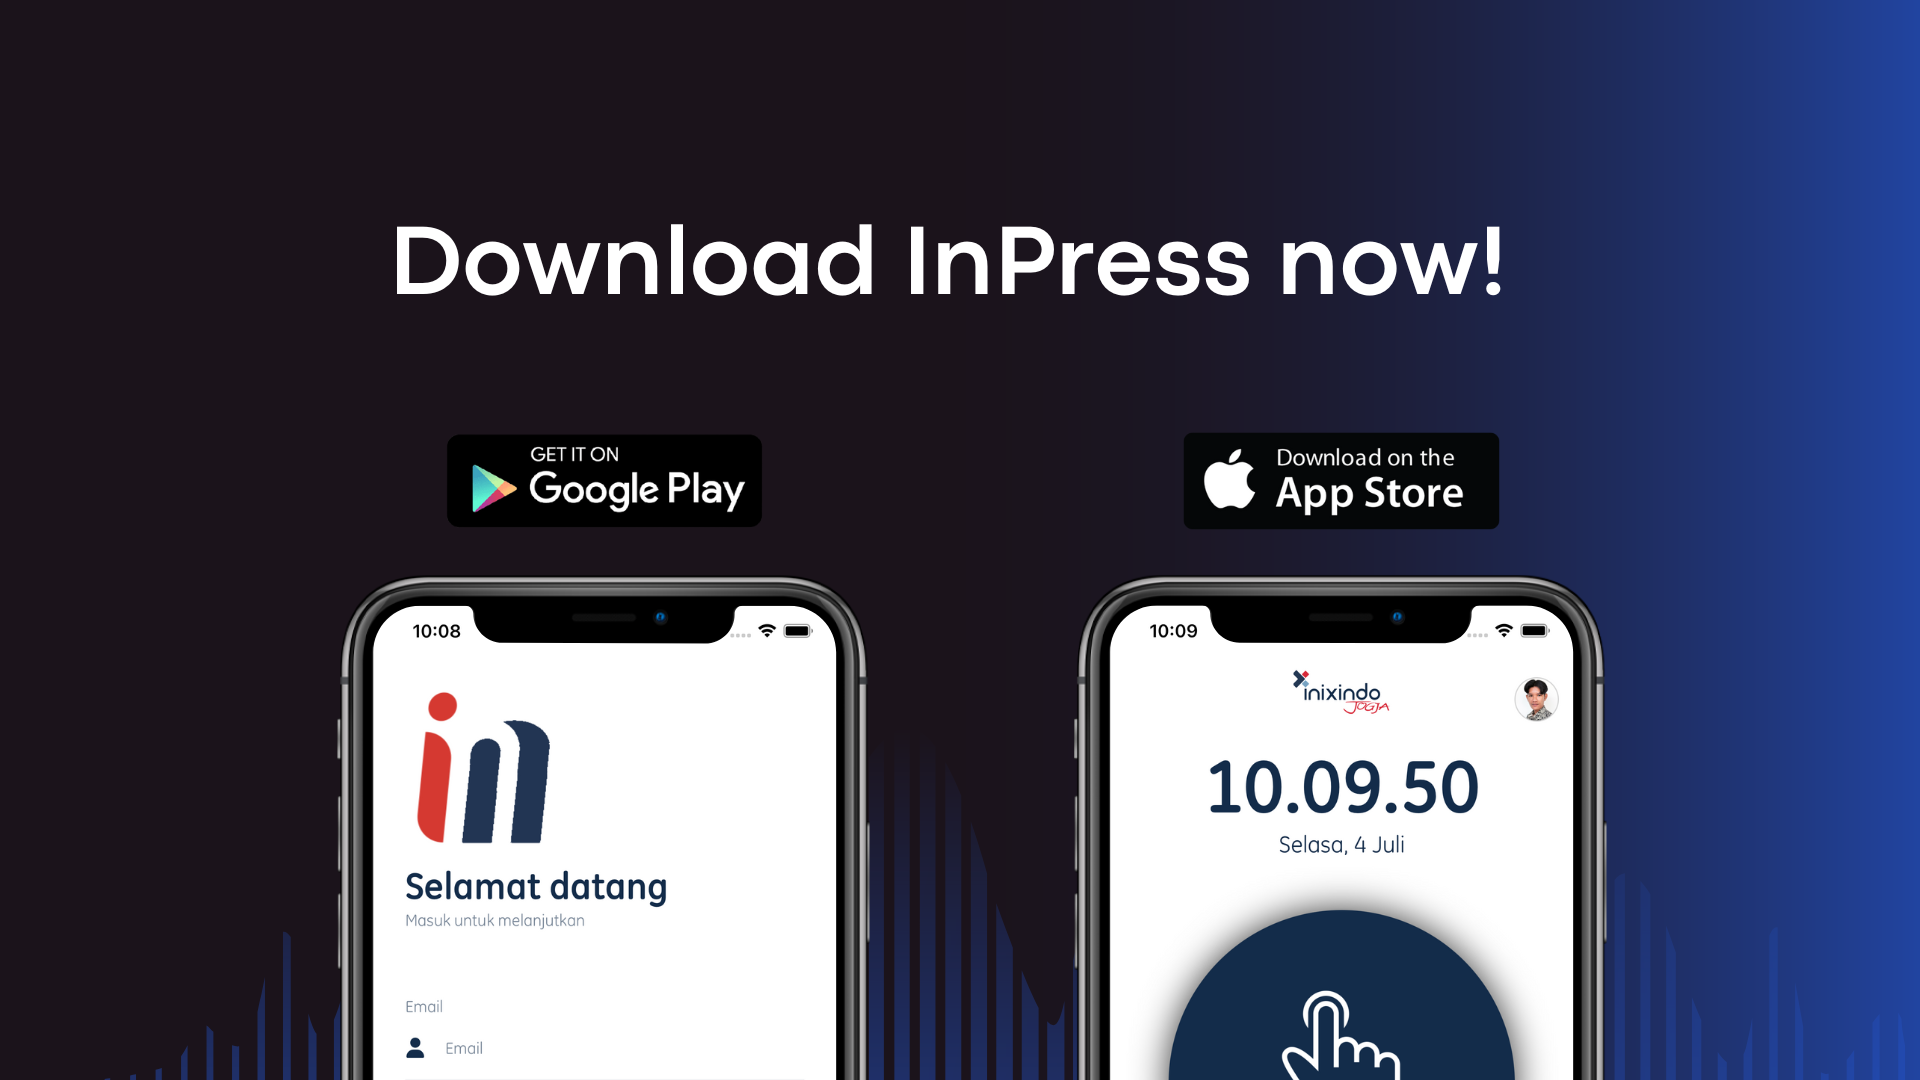 Download InPress now!
GET IT ON
Google Play
Download on the
App Store
10:08
in
Selamat datang
Masuk untuk melanjutkan
Email
Email
10:09
inixindo
JOGJA
10.09.50
Selasa, 4 Juli